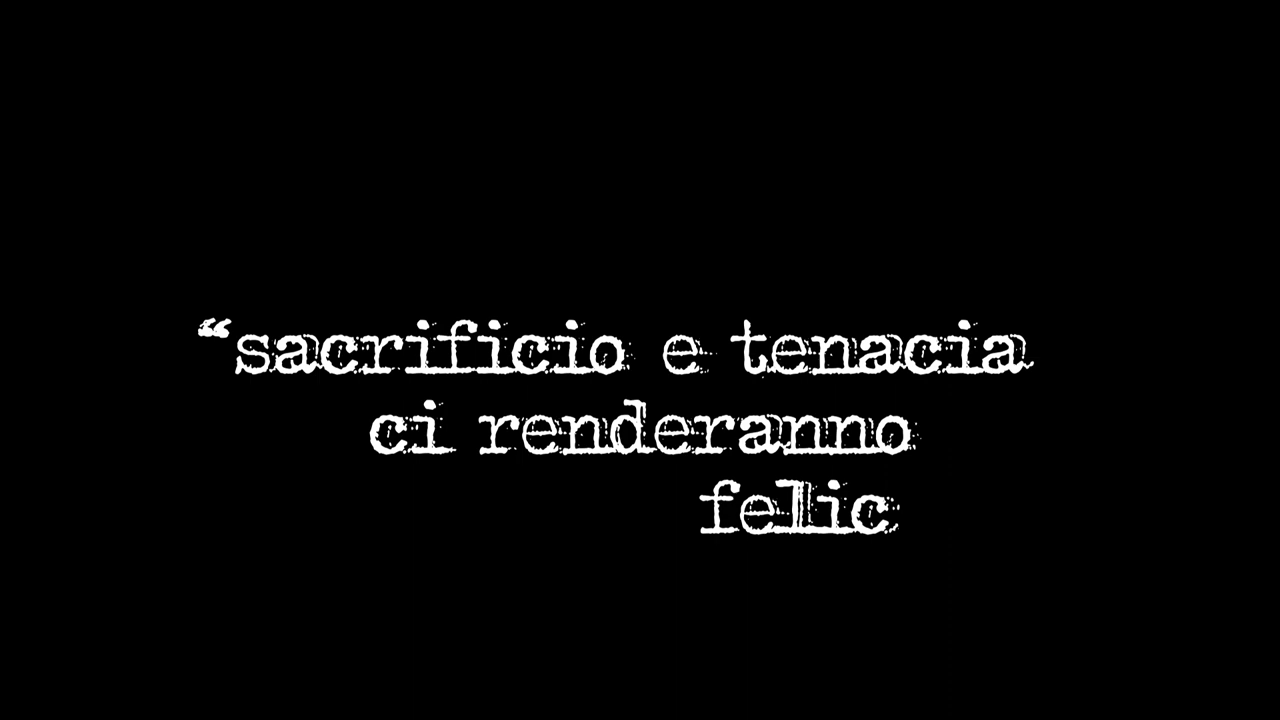 “sacrificio e tenacia
ci renderanno
felic